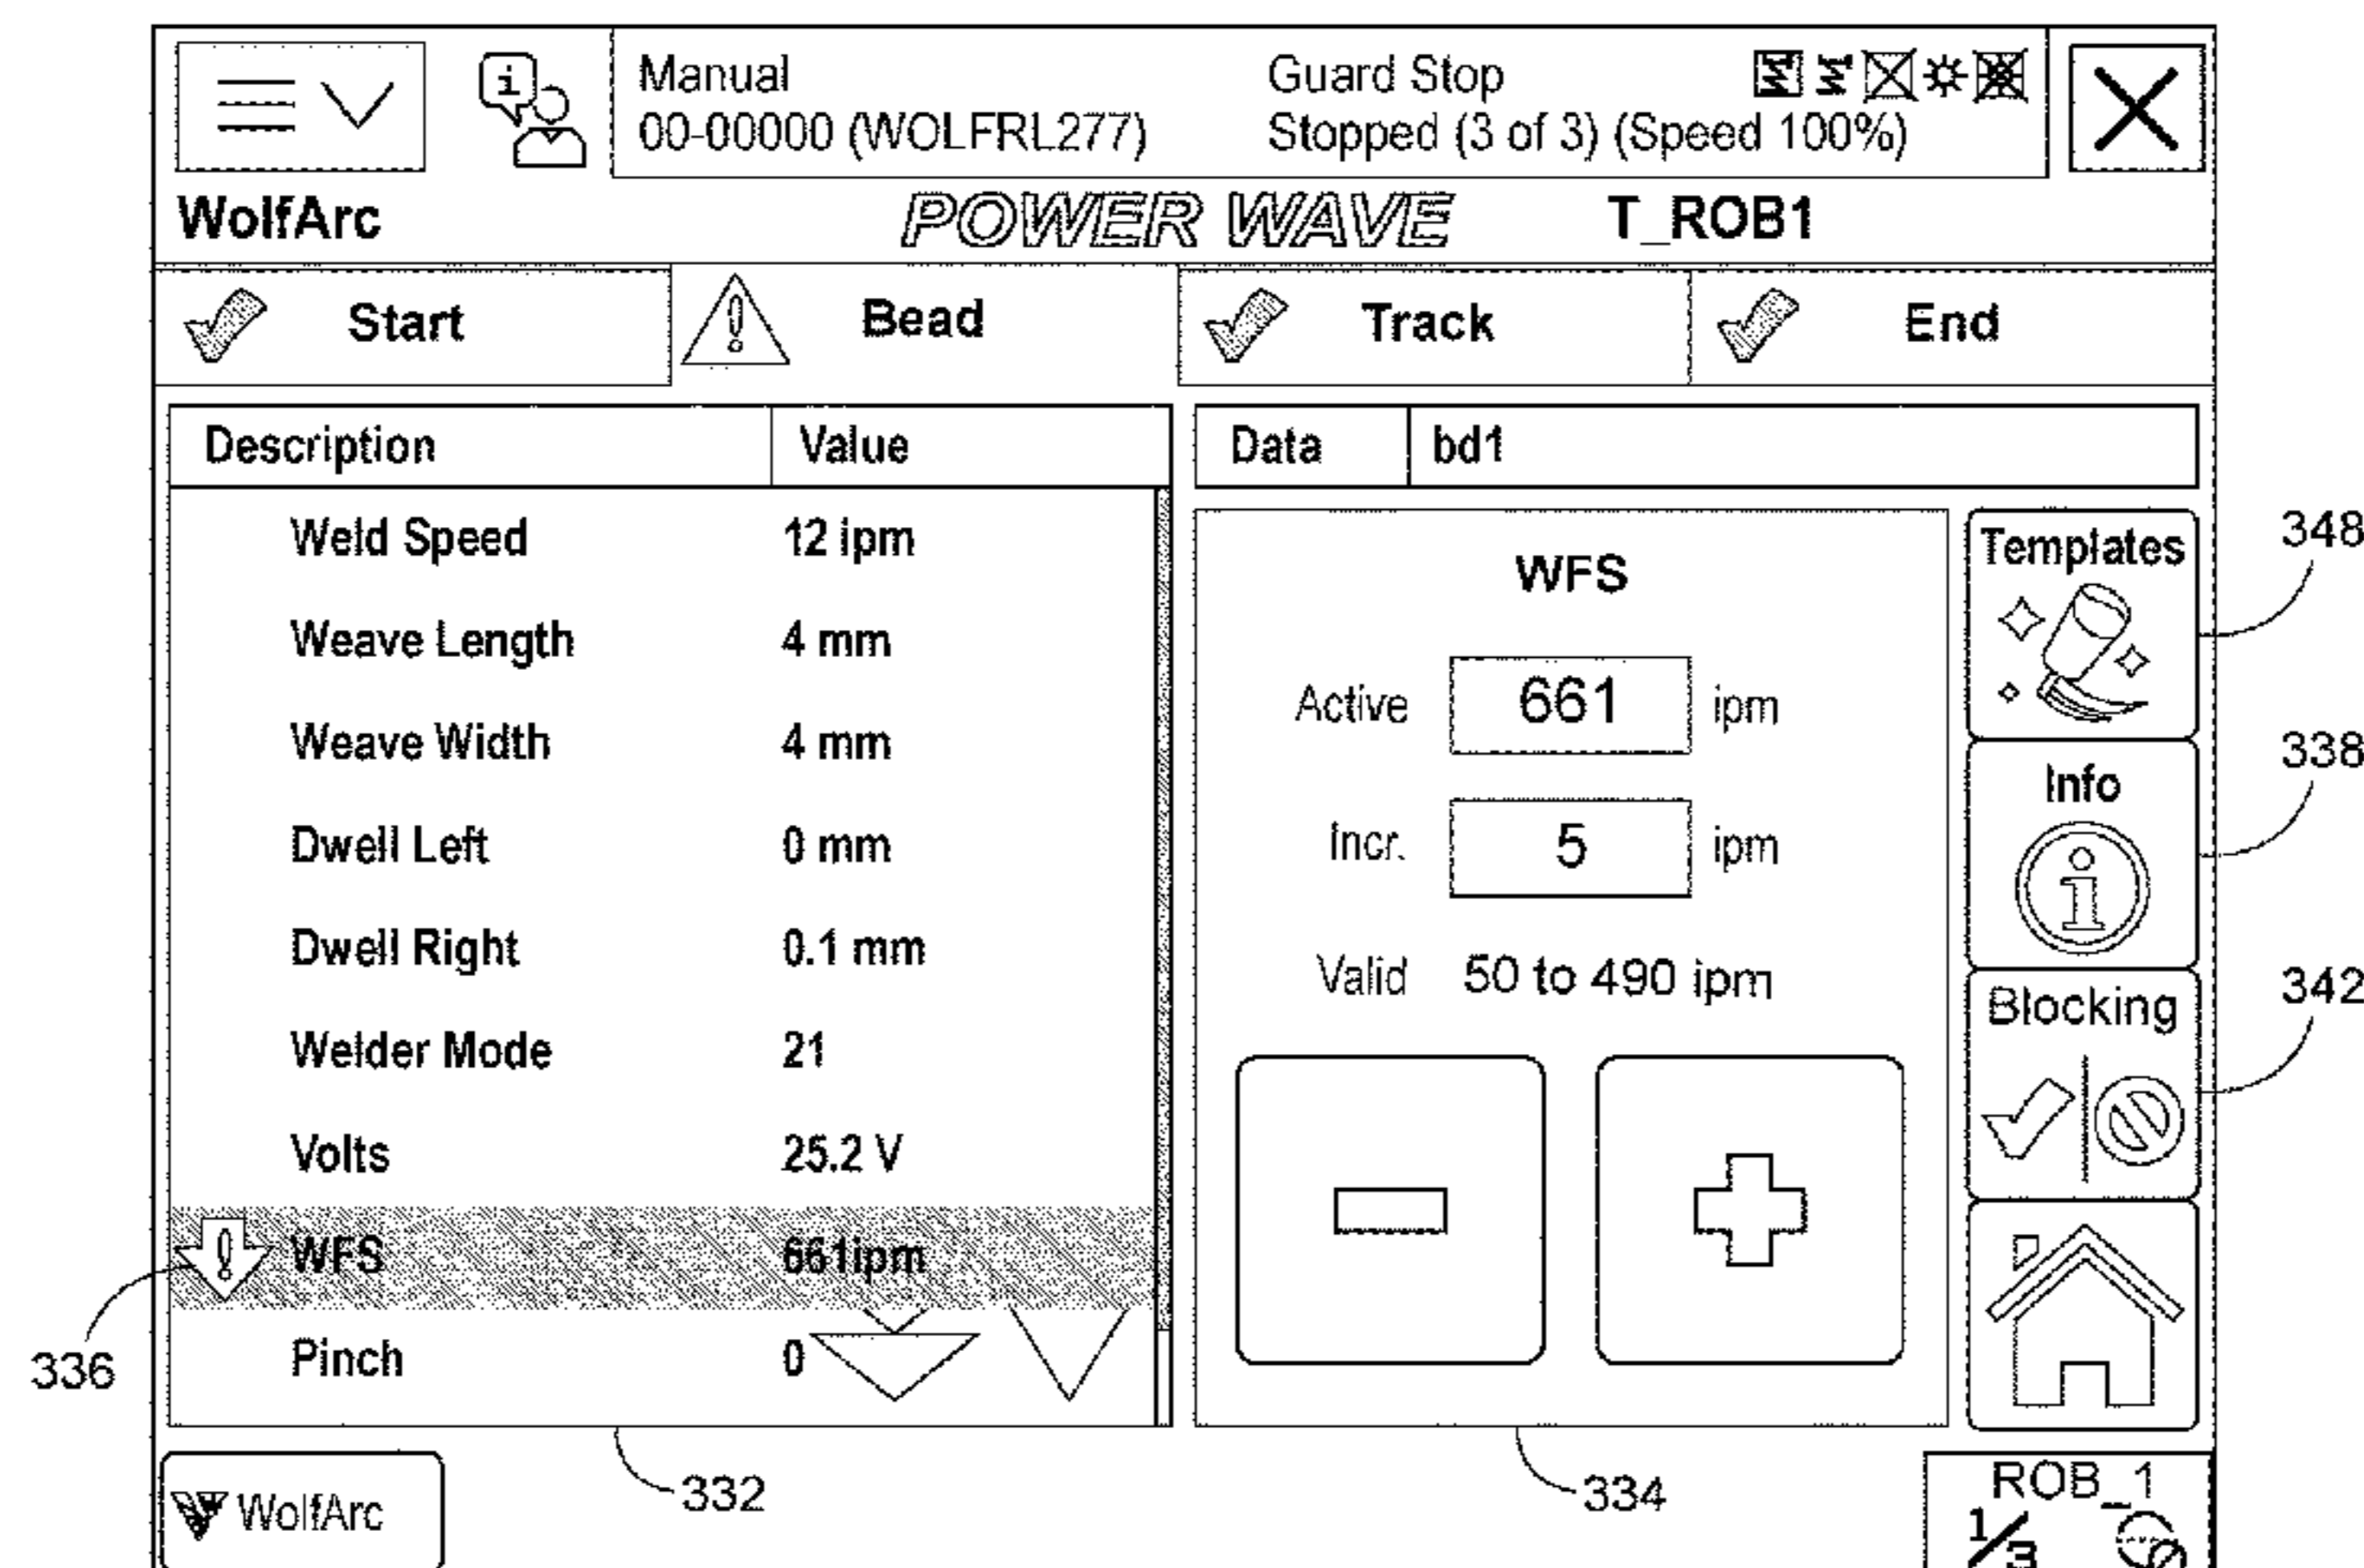 Manual Guard Stop
00-00000 (WOLFRL277) Stopped (3 of 3) (Speed 100%)
WolfArc POWER WAVE T_ROB1
Start Bead Track End
Description Value Data bd1
Weld Speed 12 ipm
Weave Length 4 mm
Weave Width 4 mm
Dwell Left 0 mm
Dwell Right 0.1 mm
Welder Mode 21
Volts 25.2 V
WFS 661ipm
Pinch 0
WFS
Active 661 ipm
Incr. 5 ipm
Valid 50 to 490 ipm
Templates
Info
Blocking
348
338
342
336
332
334
WolfArc
ROB_1
1/3